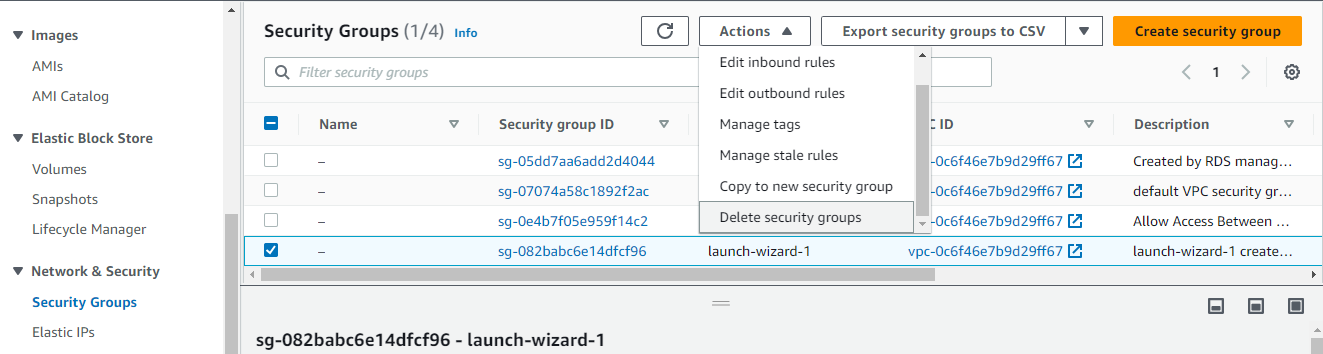 Images
AMIs
AMI Catalog
Elastic Block Store
Volumes
Snapshots
Lifecycle Manager
Network & Security
Security Groups
Elastic IPs
Security Groups (1/4) Info
Actions
Export security groups to CSV
Create security group
Filter security groups
1
Edit inbound rules
Edit outbound rules
Manage tags
Manage stale rules
Copy to new security group
Delete security groups
Name Security group ID C ID Description
– sg-05dd7aa6add2d4044 -0c6f46e7b9d29ff67 Created by RDS manag...
– sg-07074a58c1892f2ac -0c6f46e7b9d29ff67 default VPC security gr...
– sg-0e4b7f05e959f14c2 -0c6f46e7b9d29ff67 Allow Access Between ...
– sg-082babc6e14dfcf96 launch-wizard-1 vpc-0c6f46e7b9d29ff67 launch-wizard-1 create...
sg-082babc6e14dfcf96 - launch-wizard-1